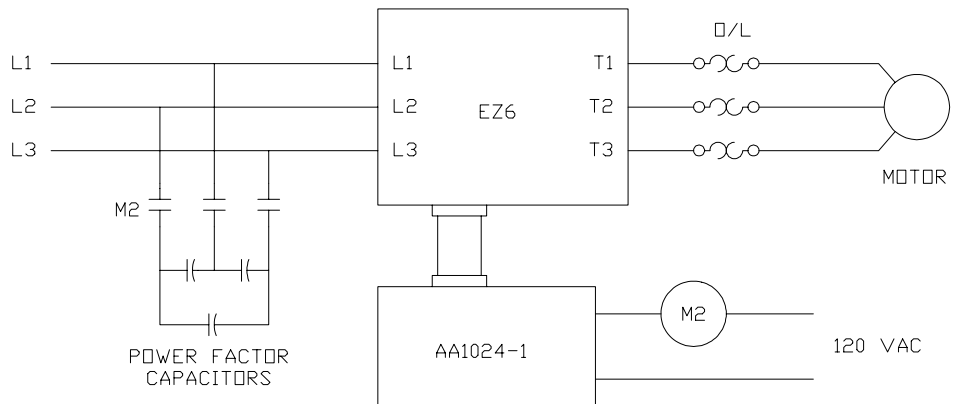 O/L
L1 L1 T1
L2 L2 EZ6 T2
L3 L3 T3
MOTOR
M2
M2
AA1024-1
120 VAC
POWER FACTOR
CAPACITORS